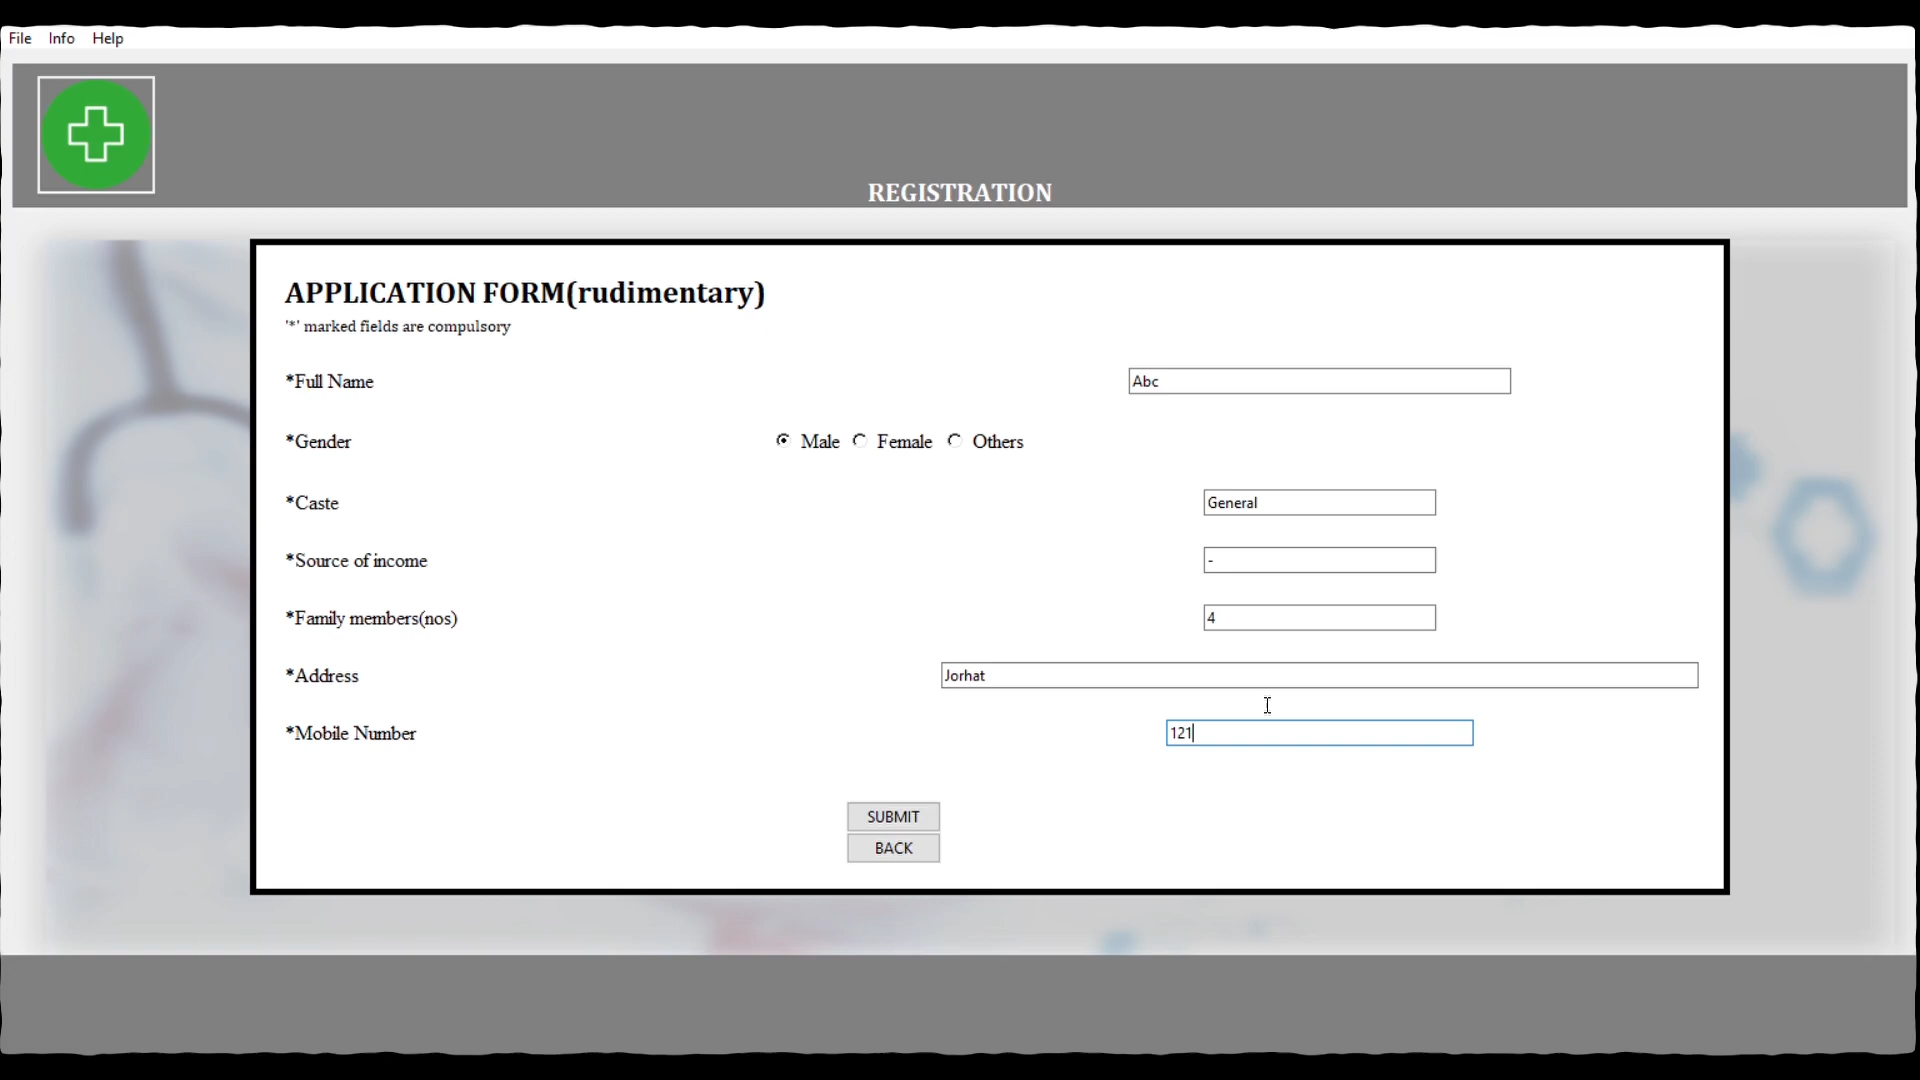 File Info Help
REGISTRATION
APPLICATION FORM(rudimentary)
'*' marked fields are compulsory
*Full Name Abc
*Gender Male Female Others
*Caste General
*Source of income -
*Family members(nos) 4
*Address Jorhat
*Mobile Number 121
SUBMIT
BACK